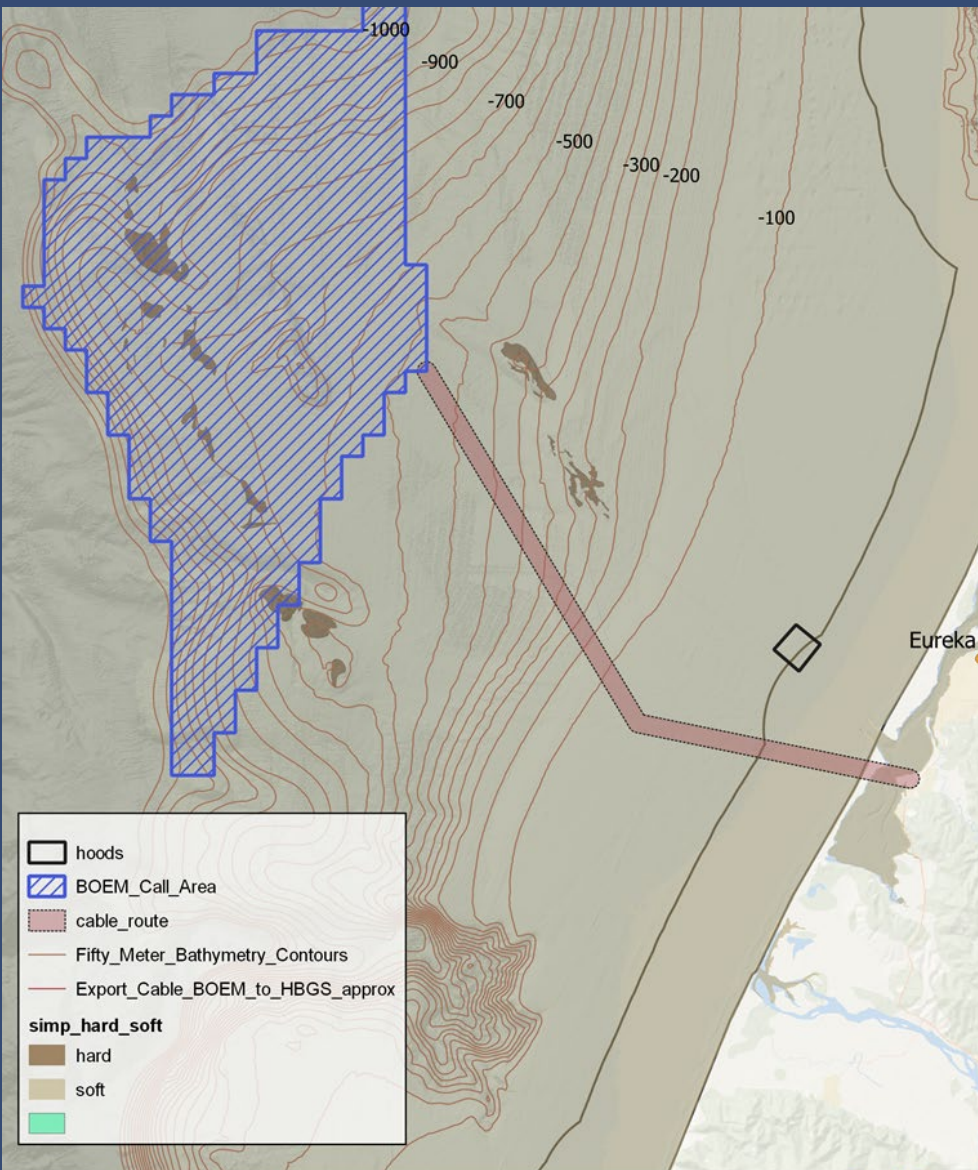 -1000
-900
-700
-500
-300
-200
-100
Eureka
hoods
BOEM_Call_Area
cable_route
Fifty_Meter_Bathymetry_Contours
Export_Cable_BOEM_to_HBGS_approx
simp_hard_soft
hard
soft